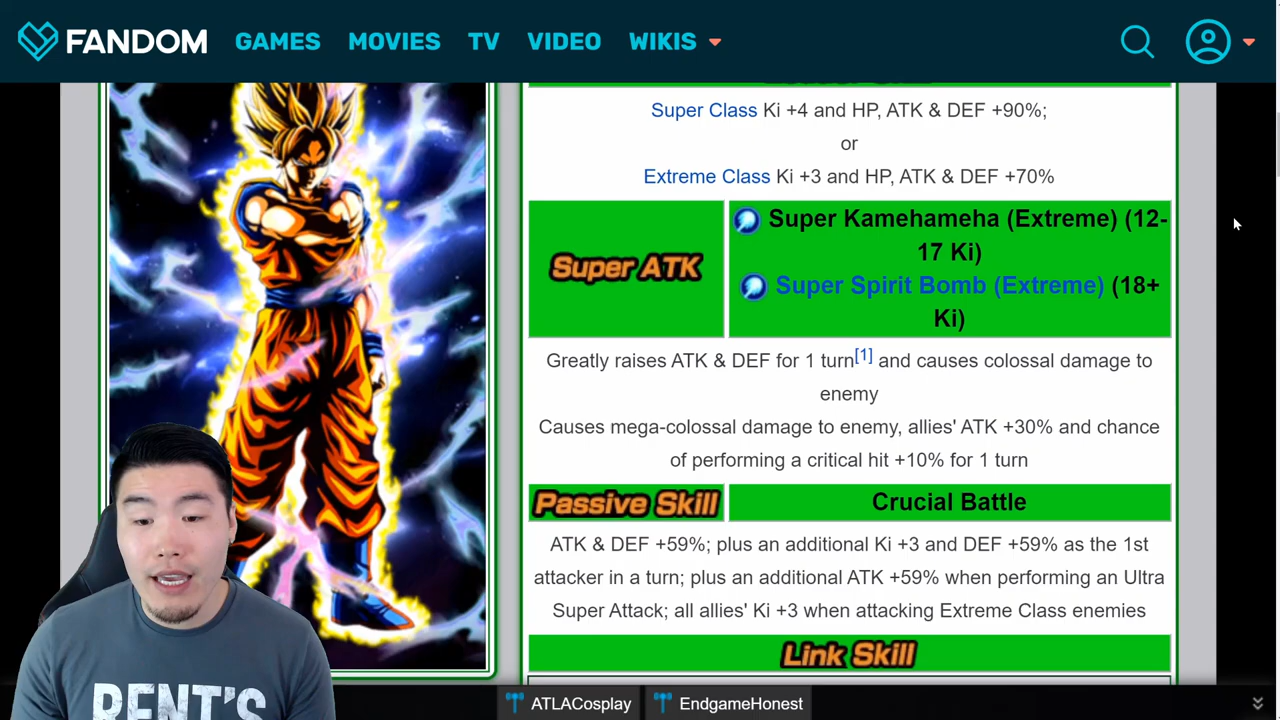 FANDOM GAMES MOVIES TV VIDEO WIKIS
Super Class Ki +4 and HP, ATK & DEF +90%;
or
Extreme Class Ki +3 and HP, ATK & DEF +70%
Super ATK
Super Kamehameha (Extreme) (12-
17 Ki)
Super Spirit Bomb (Extreme) (18+
Ki)
Greatly raises ATK & DEF for 1 turn[1] and causes colossal damage to
enemy
Causes mega-colossal damage to enemy, allies' ATK +30% and chance
of performing a critical hit +10% for 1 turn
Passive Skill Crucial Battle
ATK & DEF +59%; plus an additional Ki +3 and DEF +59% as the 1st
attacker in a turn; plus an additional ATK +59% when performing an Ultra
Super Attack; all allies' Ki +3 when attacking Extreme Class enemies
Link Skill
ATLACosplay EndgameHonest